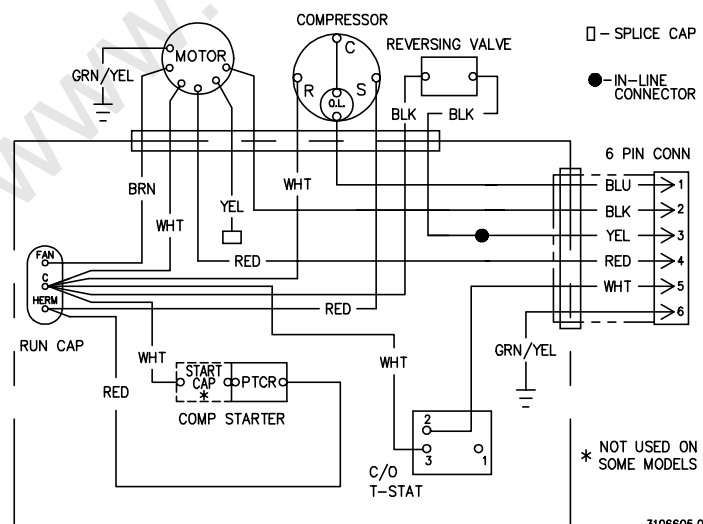 COMPRESSOR
REVERSING VALVE
▯ - SPLICE CAP
MOTOR
C
R
S
O.L.
GRN/YEL
●-IN-LINE
CONNECTOR
BLK
BLK
6 PIN CONN
BRN
WHT
YEL
WHT
BLU
1
BLK
2
YEL
3
RED
4
WHT
5
6
FAN
C
HERM
RED
RED
RUN CAP
WHT
RED
START
CAP
*
PTCR
COMP STARTER
WHT
GRN/YEL
2
3
1
C/O
T-STAT
* NOT USED ON
SOME MODELS
www.